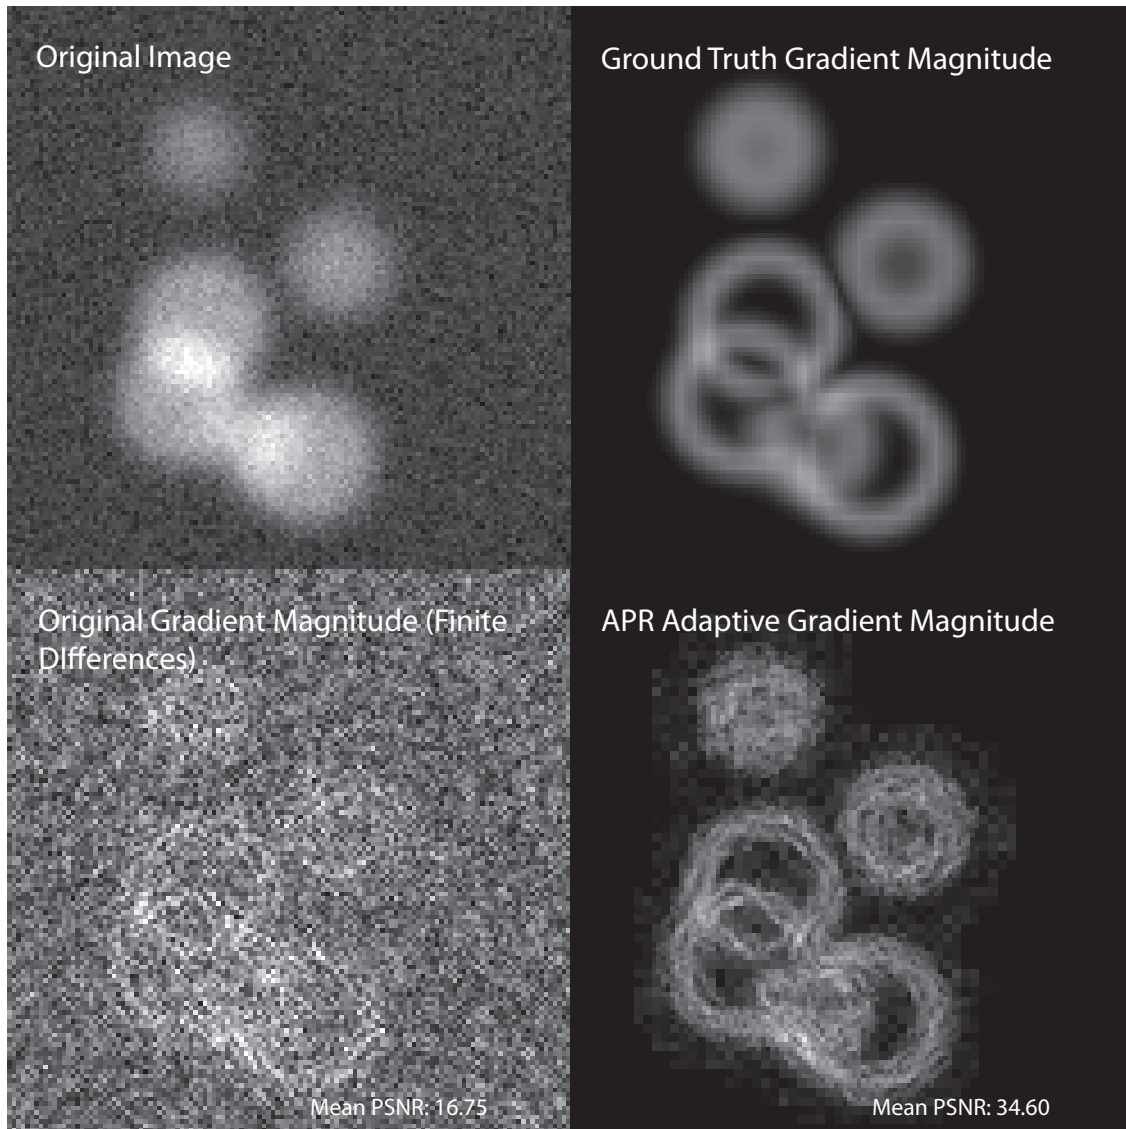 Original Image
Ground Truth Gradient Magnitude
Original Gradient Magnitude (Finite
DIfferences)
Mean PSNR: 16.75
APR Adaptive Gradient Magnitude
Mean PSNR: 34.60